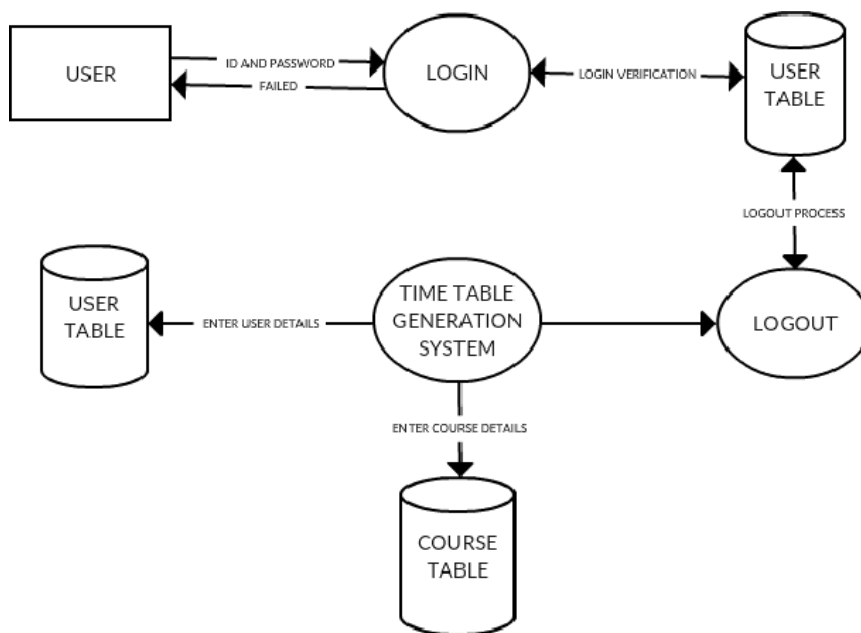 USER
ID AND PASSWORD
FAILED
LOGIN
LOGIN VERIFICATION
USER
TABLE
LOGOUT PROCESS
USER
TABLE
ENTER USER DETAILS
TIME TABLE
GENERATION
SYSTEM
LOGOUT
ENTER COURSE DETAILS
COURSE
TABLE